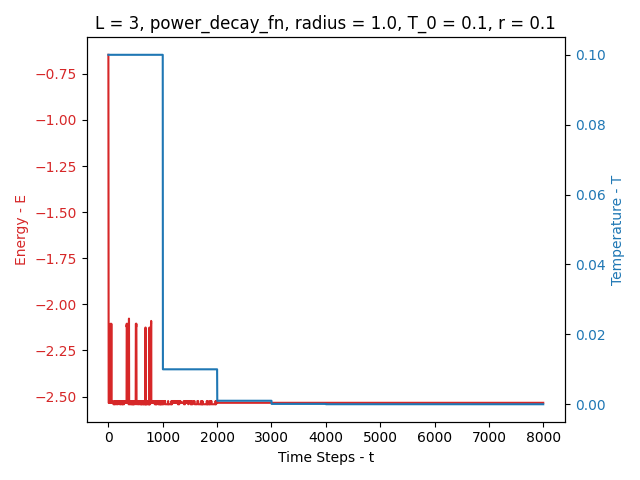 L = 3, power_decay_fn, radius = 1.0, T_0 = 0.1, r = 0.1
−0.75
−1.00
−1.25
−1.50
−1.75
−2.00
−2.25
−2.50
Energy - E
0.10
0.08
0.06
0.04
0.02
0.00
Temperature - T
0 1000 2000 3000 4000 5000 6000 7000 8000
Time Steps - t